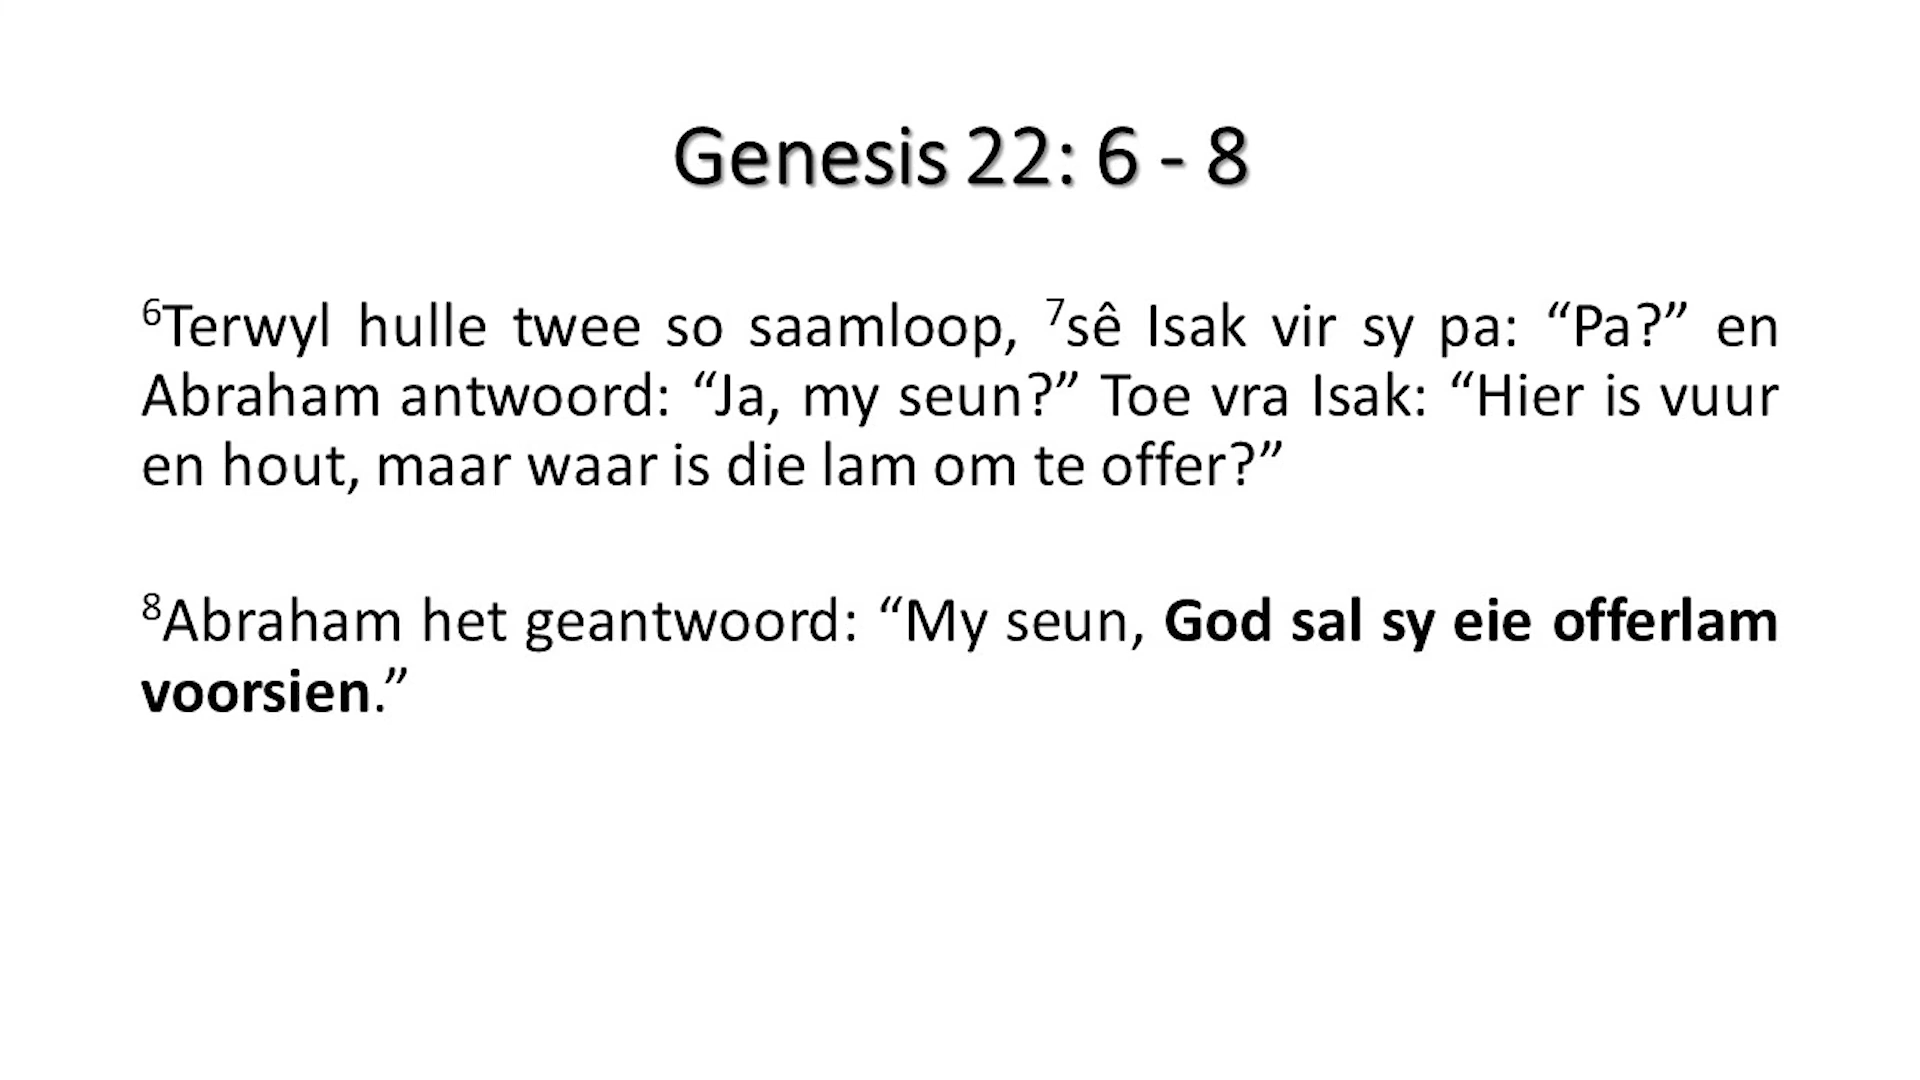 Genesis 22: 6 - 8
⁶Terwyl hulle twee so saamloop, ⁷sê Isak vir sy pa: “Pa?” en
Abraham antwoord: “Ja, my seun?” Toe vra Isak: “Hier is vuur
en hout, maar waar is die lam om te offer?”
⁸Abraham het geantwoord: “My seun, God sal sy eie offerlam
voorsien.”